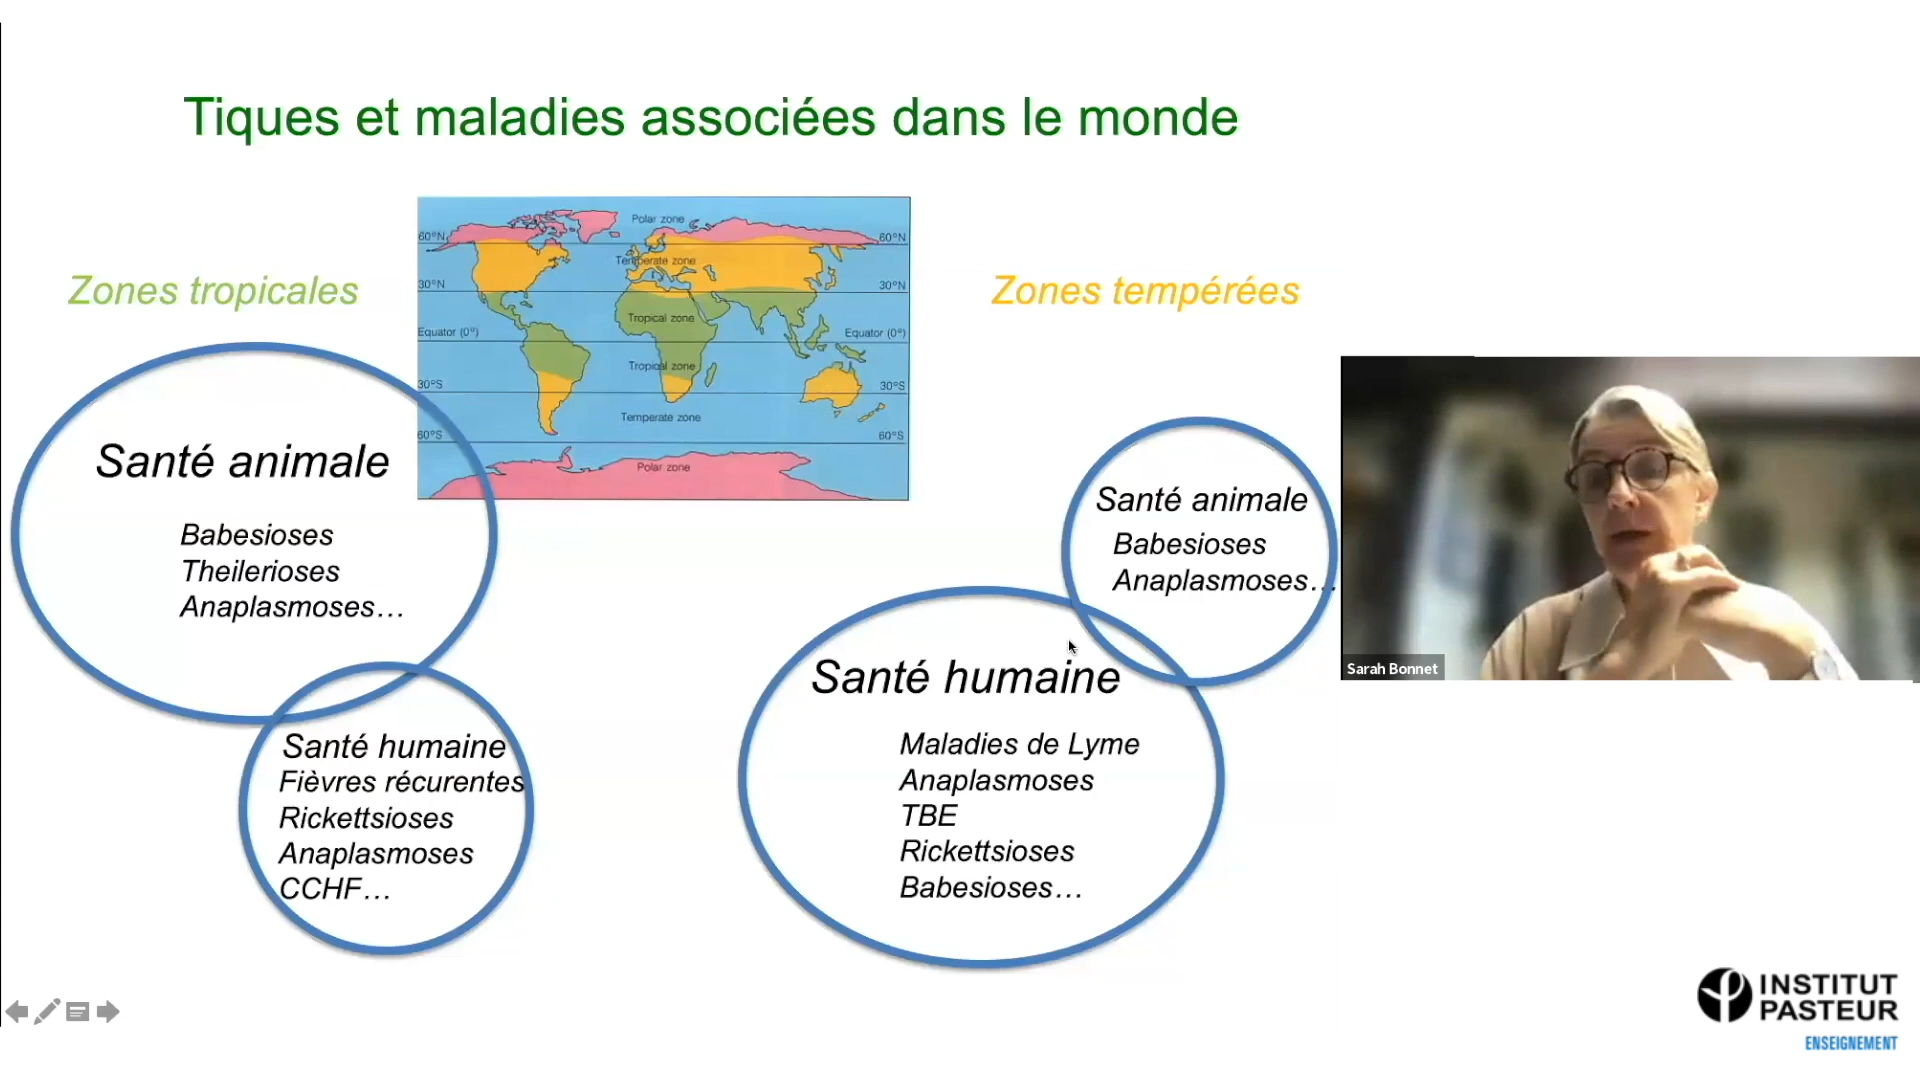 Tiques et maladies associées dans le monde
Zones tropicales
Polar zone
60°N
60°N
Temperate zone
30°N
30°N
Tropical zone
Equator (0°)
Equator (0°)
Tropical zone
30°S
30°S
Temperate zone
60°S
60°S
Polar zone
Zones tempérées
Santé animale
Babesioses
Theilerioses
Anaplasmoses…
Santé humaine
Fièvres récurentes
Rickettsioses
Anaplasmoses
CCHF…
Santé animale
Babesioses
Anaplasmoses…
Santé humaine
Maladies de Lyme
Anaplasmoses
TBE
Rickettsioses
Babesioses…
Sarah Bonnet
INSTITUT
PASTEUR
ENSEIGNEMENT